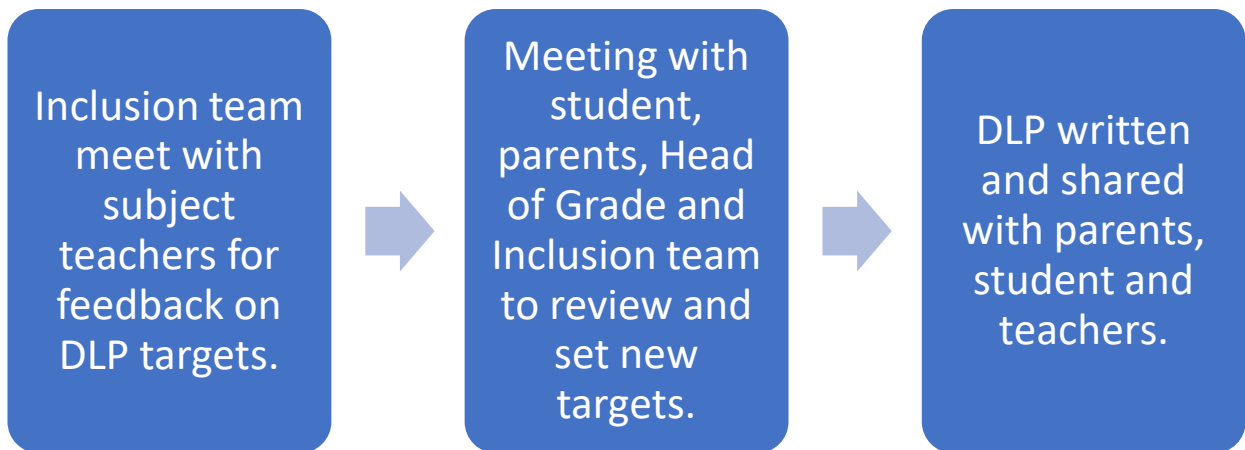 Inclusion team
meet with
subject
teachers for
feedback on
DLP targets.
Meeting with
student,
parents, Head
of Grade and
Inclusion team
to review and
set new
targets.
DLP written
and shared
with parents,
student and
teachers.